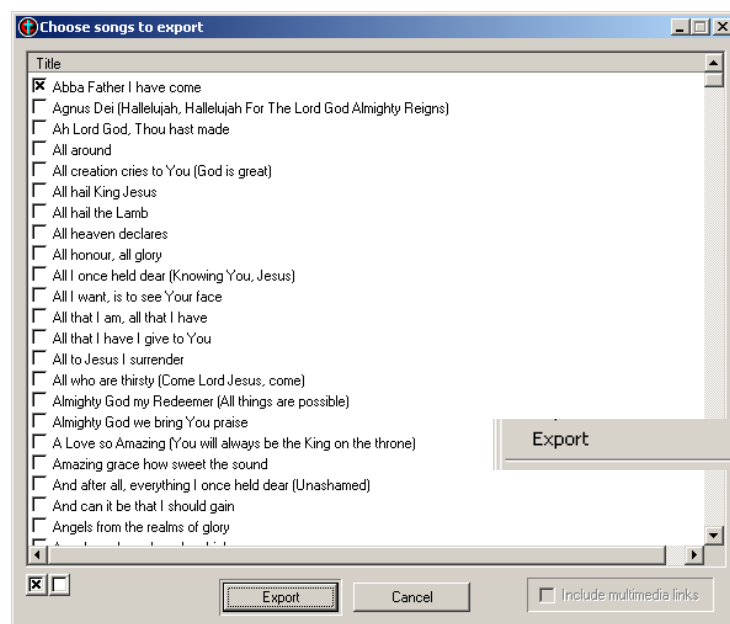 Choose songs to export
Title
Abba Father I have come
Agnus Dei (Hallelujah, Hallelujah For The Lord God Almighty Reigns)
Ah Lord God, Thou hast made
All around
All creation cries to You (God is great)
All hail King Jesus
All hail the Lamb
All heaven declares
All honour, all glory
All I once held dear (Knowing You, Jesus)
All I want, is to see Your face
All that I am, all that I have
All that I have I give to You
All to Jesus I surrender
All who are thirsty (Come Lord Jesus, come)
Almighty God my Redeemer (All things are possible)
Almighty God we bring You praise
A Love so Amazing (You will always be the King on the throne)
Export
Amazing grace how sweet the sound
And after all, everything I once held dear (Unashamed)
And can it be that I should gain
Angels from the realms of glory
Export
Cancel
Include multimedia links